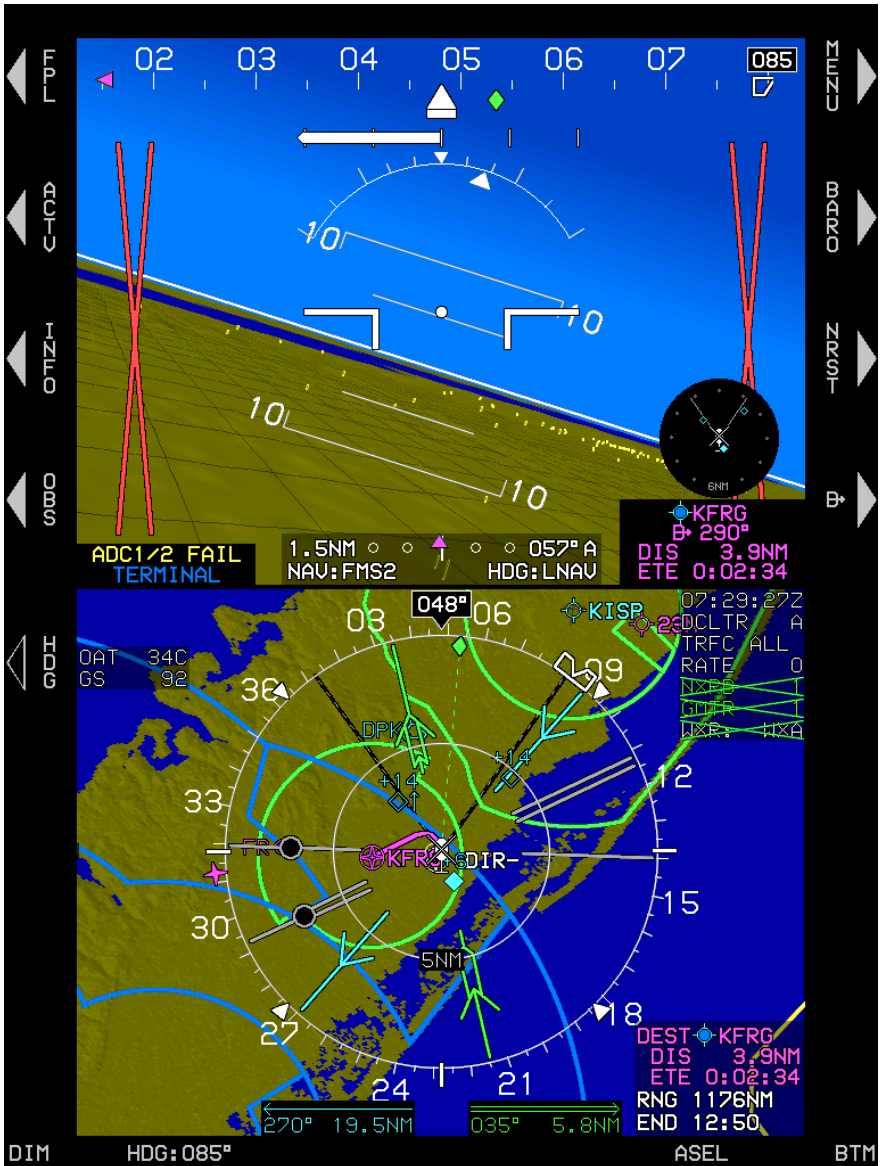 FPL
02 03 04 05 06 07
085
MENU
ACTV
BARO
10
10
INFO
NRST
10
10
OBS
6NM
KFRG
290°
DIS 3.9NM
ETE 0:02:34
ADC1/2 FAIL
TERMINAL
1.5NM
057° A
NAV:FMS2
HDG:LNAV
048°
HDG
OAT 34C
GS 92
03
06
KISP
07:29:27Z
DCLTR A
TRFC ALL
RATE 0
09
36
DPK
+14
+14
12
33
KFRG
DIR-
15
30
5NM
18
27
24
21
DEST KFRG
DIS 3.9NM
ETE 0:02:34
RNG 1176NM
END 12:50
270° 19.5NM
035° 5.8NM
DIM
HDG:085°
ASEL
BTM